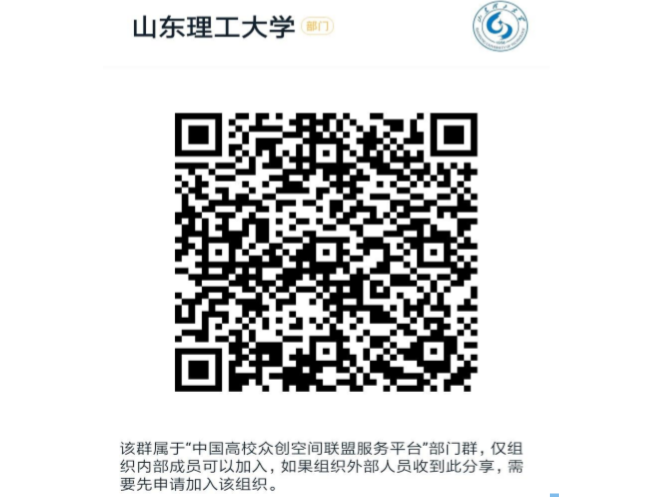 山东理工大学 部门
该群属于“中国高校众创空间联盟服务平台”部门群，仅组
织内部成员可以加入，如果组织外部人员收到此分享，需
要先申请加入该组织。